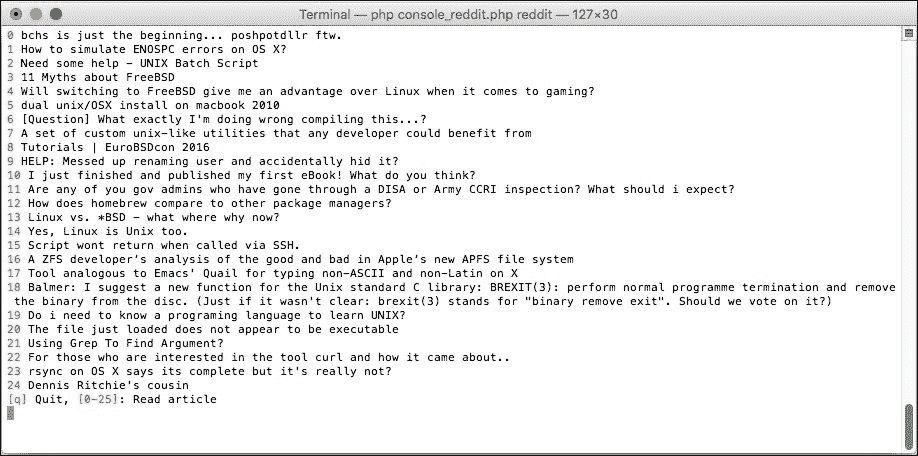 Terminal — php console_reddit.php reddit — 127×30
0 bchs is just the beginning... poshpotdllr ftw.
1 How to simulate ENOSPC errors on OS X?
2 Need some help - UNIX Batch Script
3 11 Myths about FreeBSD
4 Will switching to FreeBSD give me an advantage over Linux when it comes to gaming?
5 dual unix/OSX install on macbook 2010
6 [Question] What exactly I'm doing wrong compiling this...?
7 A set of custom unix-like utilities that any developer could benefit from
8 Tutorials | EuroBSDcon 2016
9 HELP: Messed up renaming user and accidentally hid it?
10 I just finished and published my first eBook! What do you think?
11 Are any of you gov admins who have gone through a DISA or Army CCRI inspection? What should i expect?
12 How does homebrew compare to other package managers?
13 Linux vs. *BSD - what where why now?
14 Yes, Linux is Unix too.
15 Script wont return when called via SSH.
16 A ZFS developer's analysis of the good and bad in Apple's new APFS file system
17 Tool analogous to Emacs' Quail for typing non-ASCII and non-Latin on X
18 Balmer: I suggest a new function for the Unix standard C library: BREXIT(3): perform normal programme termination and remove
the binary from the disc. (Just if it wasn't clear: brexit(3) stands for "binary remove exit". Should we vote on it?)
19 Do i need to know a programing language to learn UNIX?
20 The file just loaded does not appear to be executable
21 Using Grep To Find Argument?
22 For those who are interested in the tool curl and how it came about..
23 rsync on OS X says its complete but it's really not?
24 Dennis Ritchie's cousin
[q] Quit, [0-25]: Read article